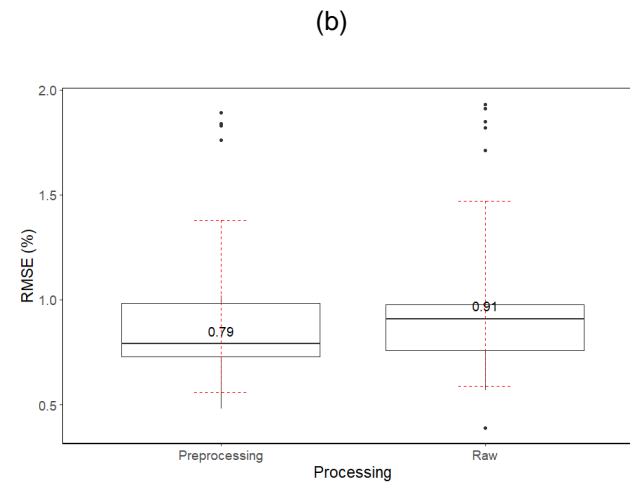 (b)
2.0
1.5
1.0
0.5
RMSE (%)
0.79
0.91
Preprocessing
Raw
Processing